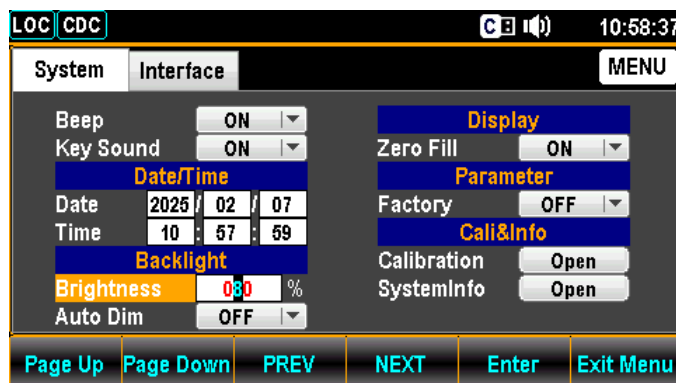 LOC CDC C 10:58:37
System Interface MENU
Beep ON
Key Sound ON
Date/Time
Date 2025 / 02 / 07
Time 10 : 57 : 59
Backlight
Brightness 080 %
Auto Dim OFF
Display
Zero Fill ON
Parameter
Factory OFF
Cali&Info
Calibration Open
SystemInfo Open
Page Up Page Down PREV NEXT Enter Exit Menu